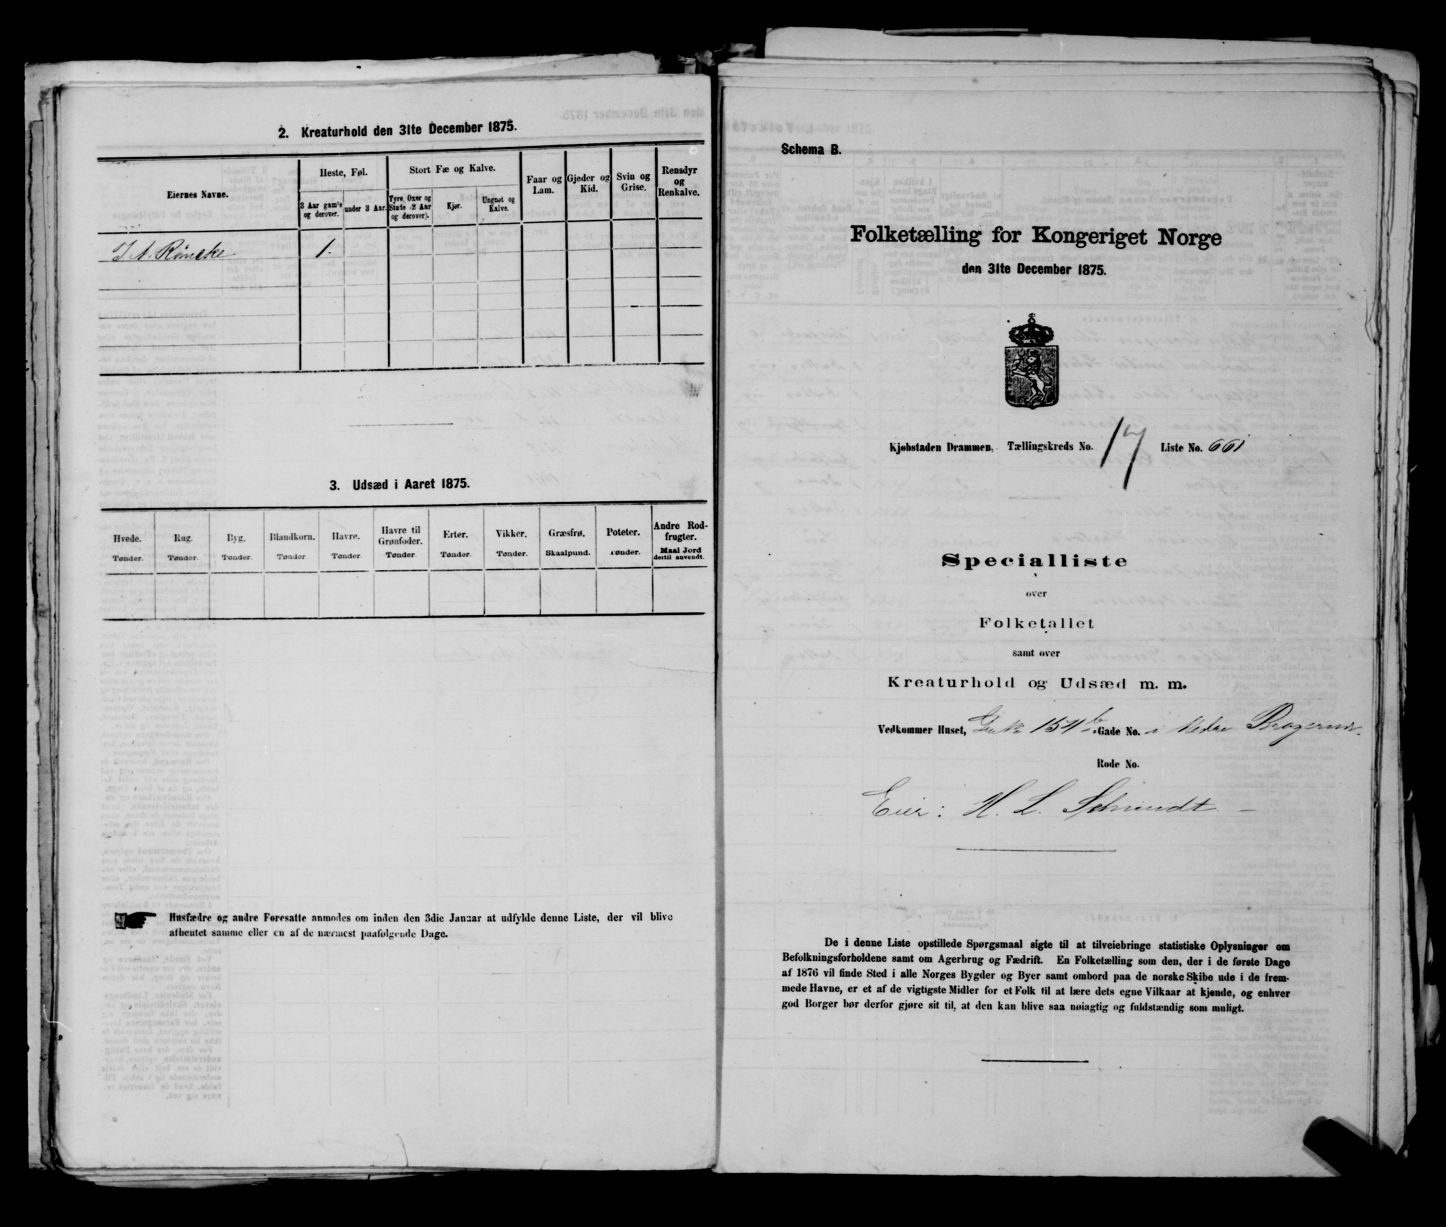 2. Kreaturhold den 31te December 1875.
Eiernes Navne.
Heste, Føl.
Stort Fæ og Kalve.
Faar og Lam.
Gjeder og Kid.
Svin og Grise.
Rensdyr og Renkalve.
3 Aar gamle og derover.
under 3 Aar.
Tyre, Oxer og Stude (2 Aar og derover).
Kjør.
Ungnøt og Kalve.
1.
3. Udsæd i Aaret 1875.
Hvede. Rug. Byg. Blandkorn. Havre. Havre til Grønfoder. Erter. Vikker. Græsfrø. Poteter. Andre Rodfrugter.
Tønder. Tønder. Tønder. Tønder. Tønder. Tønder Tønder. Tønder. Skaalpund. Tønder. Maal Jord dertil anvendt.
Husfædre og andre Foresatte anmodes om inden den 3die Januar at udfylde denne Liste, der vil blive
afhentet samme eller en af de nærmest paafølgende Dage.
Schema B.
Folketælling for Kongeriget Norge
den 31te December 1875.
Kjøbstaden Drammen. Tællingskreds No. 17 Liste No. 661
Specialliste
over
Folketallet
samt over
Kreaturhold og Udsæd m. m.
Vedkommer Huset, 154 b Gade No. i Nedre Bragernes
Rode No.
Eier: H. L. Schmidt
De i denne Liste opstillede Spørgsmaal sigte til at tilveiebringe statistiske Oplysninger om
Befolkningsforholdene samt om Agerbrug og Fædrift. En Folketælling som den, der i de første Dage
af 1876 vil finde Sted i alle Norges Bygder og Byer samt ombord paa de norske Skibe ude i de frem-
mede Havne, er et af de vigtigste Midler for et Folk til at lære dets egne Vilkaar at kjende, og enhver
god Borger bør derfor gjøre sit til, at den kan blive saa nøiagtig og fuldstændig som muligt.